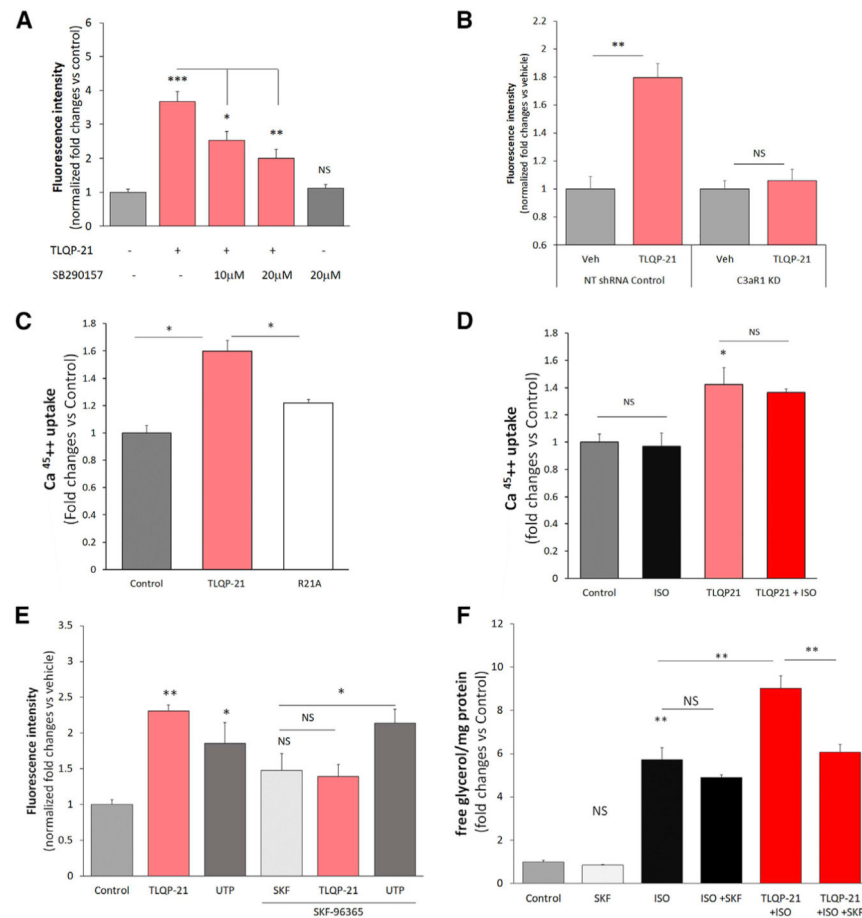 A
Fluorescence intensity
(normalized fold changes vs control)
6
5
4
3
2
1
0
***
*
**
NS
TLQP-21 - + + + -
SB290157 - - 10μM 20μM 20μM
B
Fluorescence intensity
(normalized fold changes vs vehicle)
2.2
2
1.8
1.6
1.4
1.2
1
0.8
0.6
**
NS
Veh TLQP-21 Veh TLQP-21
NT shRNA Control C3aR1 KD
C
Ca 45++ uptake
(Fold changes vs Control)
1.8
1.6
1.4
1.2
1
0.8
0.6
0.4
0.2
0
*
*
Control TLQP-21 R21A
D
Ca 45++ uptake
(fold changes vs Control)
1.8
1.6
1.4
1.2
1
0.8
0.6
0.4
0.2
0
NS
*
NS
Control ISO TLQP21 TLQP21 + ISO
E
Fluorescence intensity
(normalized fold changes vs vehicle)
3.5
3
2.5
2
1.5
1
0.5
0
**
*
NS
NS
*
Control TLQP-21 UTP SKF TLQP-21 UTP
SKF-96365
F
free glycerol/mg protein
(fold changes vs Control)
12
10
8
6
4
2
0
NS
**
NS
**
**
Control SKF ISO ISO +SKF TLQP-21 TLQP-21
+ISO +ISO +SKF